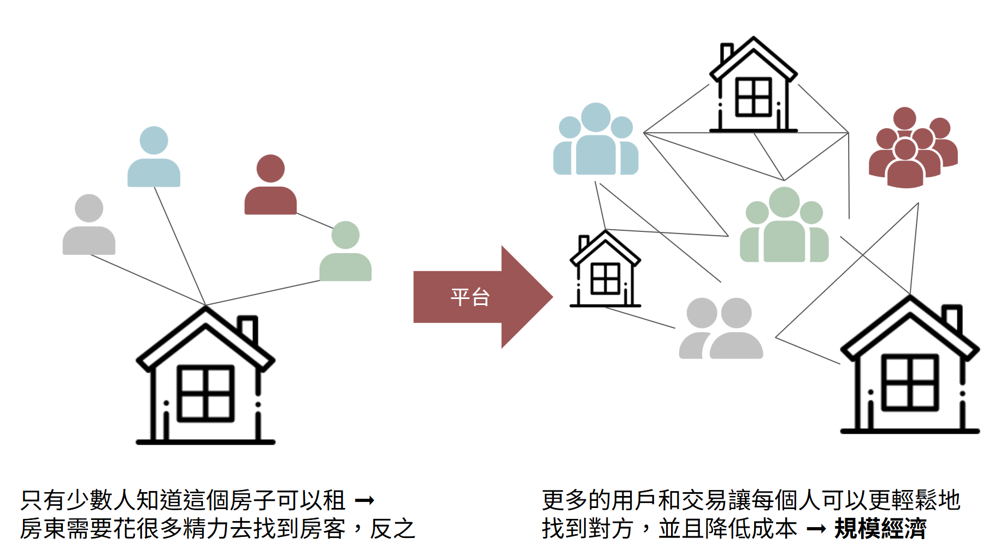 平台
只有少數人知道這個房子可以租 ➞
房東需要花很多精力去找到房客，反之
更多的用戶和交易讓每個人可以更輕鬆地
找到對方，並且降低成本 ➞ 規模經濟